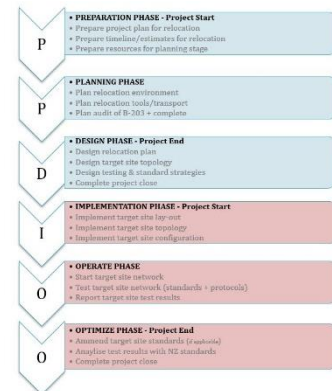 P
• PREPARATION PHASE - Project Start
• Prepare project plan for relocation
• Prepare timeline/estimates for relocation
• Prepare resources for planning stage
P
• PLANNING PHASE
• Plan relocation environment
• Plan relocation tools/transport
• Plan audit of B-203 + complete
D
• DESIGN PHASE - Project End
• Design relocation plan
• Design target site topology
• Design testing & standard strategies
• Complete project close
I
• IMPLEMENTATION PHASE - Project Start
• Implement target site lay-out
• Implement target site topology
• Implement target site configuration
O
• OPERATE PHASE
• Start target site network
• Test target site network (standards + protocols)
• Report target site test results
O
• OPTIMIZE PHASE - Project End
• Ammend target site standards (if applicable)
• Anaylise test results with NZ standards
• Complete project close